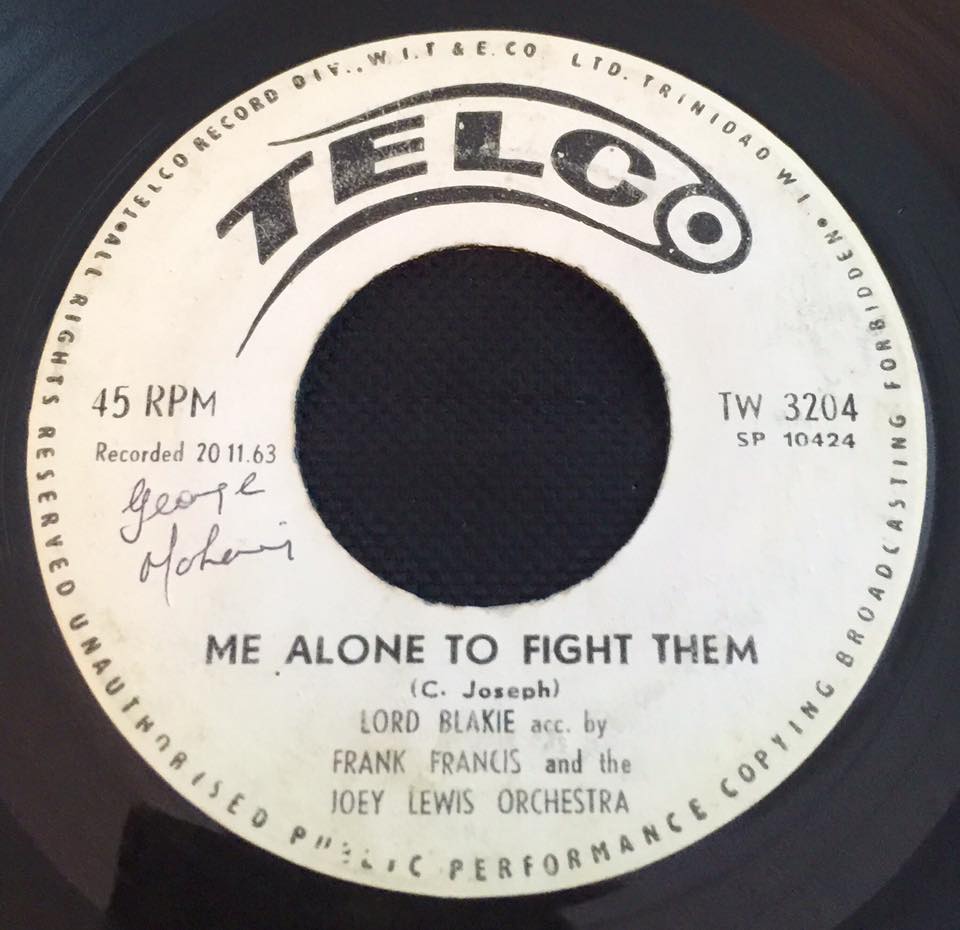 TELCO RECORD DIV., W.I.T & E. CO LTD. TRINIDAD W.I.
TELCO
45 RPM
Recorded 20 11.63
George
TW 3204
SP 10424
ME ALONE TO FIGHT THEM
(C. Joseph)
LORD BLAKIE acc. by
FRANK FRANCIS and the
JOEY LEWIS ORCHESTRA
ALL RIGHTS RESERVED UNAUTHORISED PUBLIC PERFORMANCE COPYING BROADCASTING FORBIDDEN